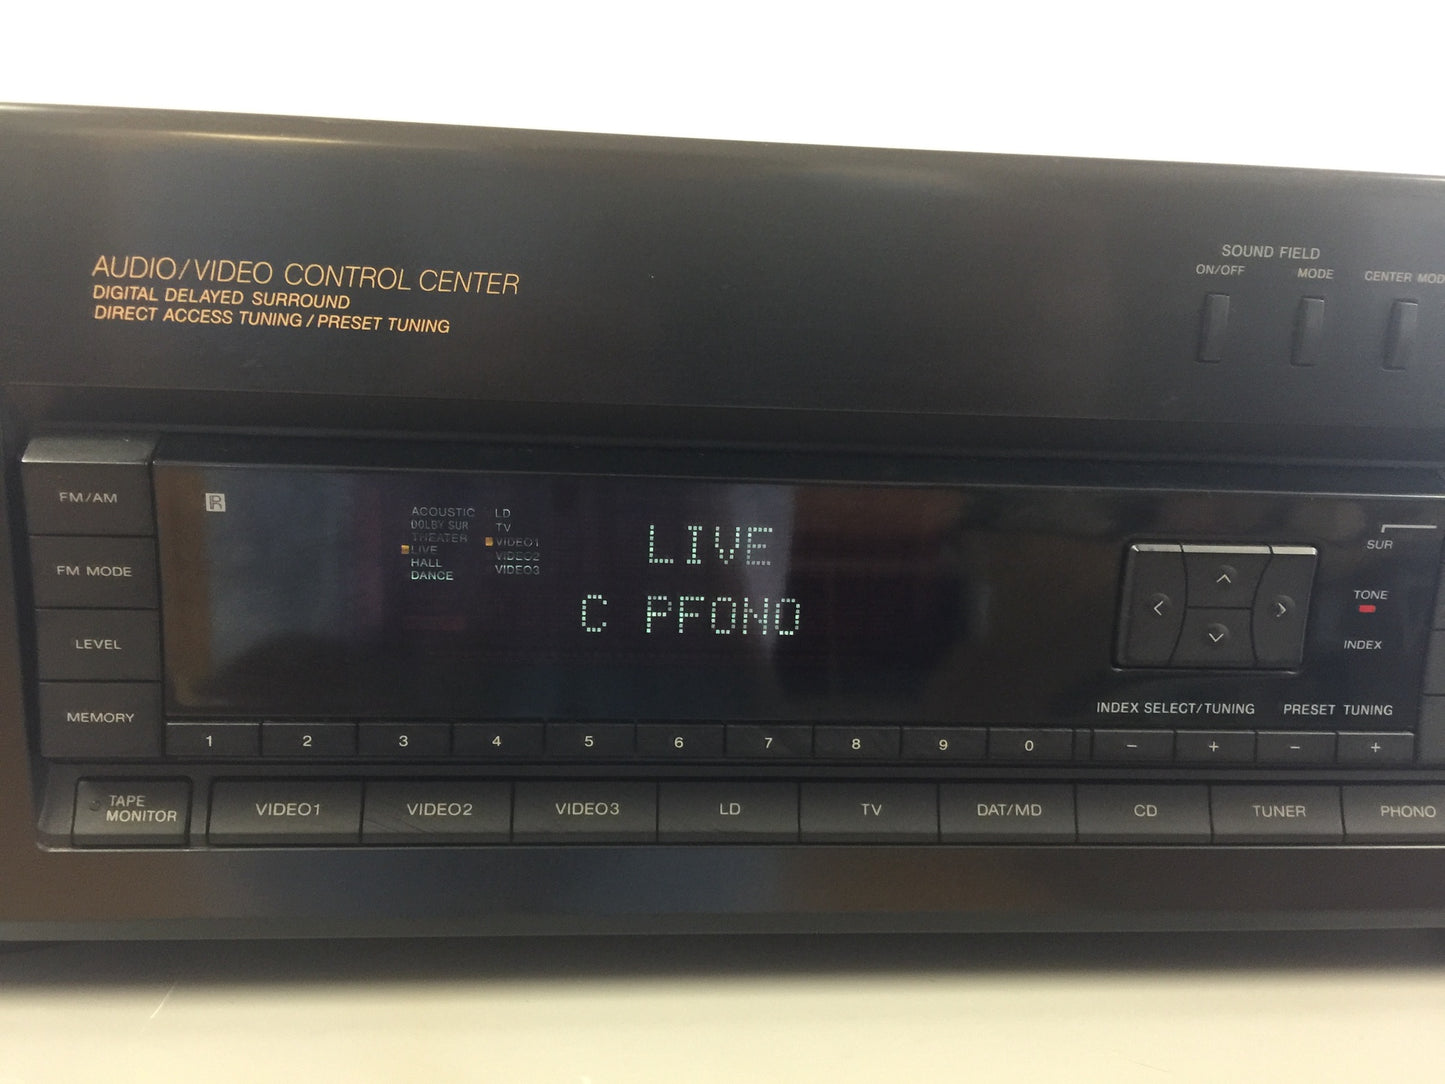 AUDIO/VIDEO CONTROL CENTER
DIGITAL DELAYED SURROUND
DIRECT ACCESS TUNING / PRESET TUNING
SOUND FIELD
ON/OFF MODE CENTER MOD
FM/AM
FM MODE
LEVEL
MEMORY
R
ACOUSTIC LD
DOLBY SUR TV
THEATER VIDEO1
LIVE VIDEO2
HALL VIDEO3
DANCE
LIVE
C PFONO
SUR
TONE
INDEX
INDEX SELECT/TUNING PRESET TUNING
1 2 3 4 5 6 7 8 9 0 − + − +
TAPE MONITOR VIDEO1 VIDEO2 VIDEO3 LD TV DAT/MD CD TUNER PHONO